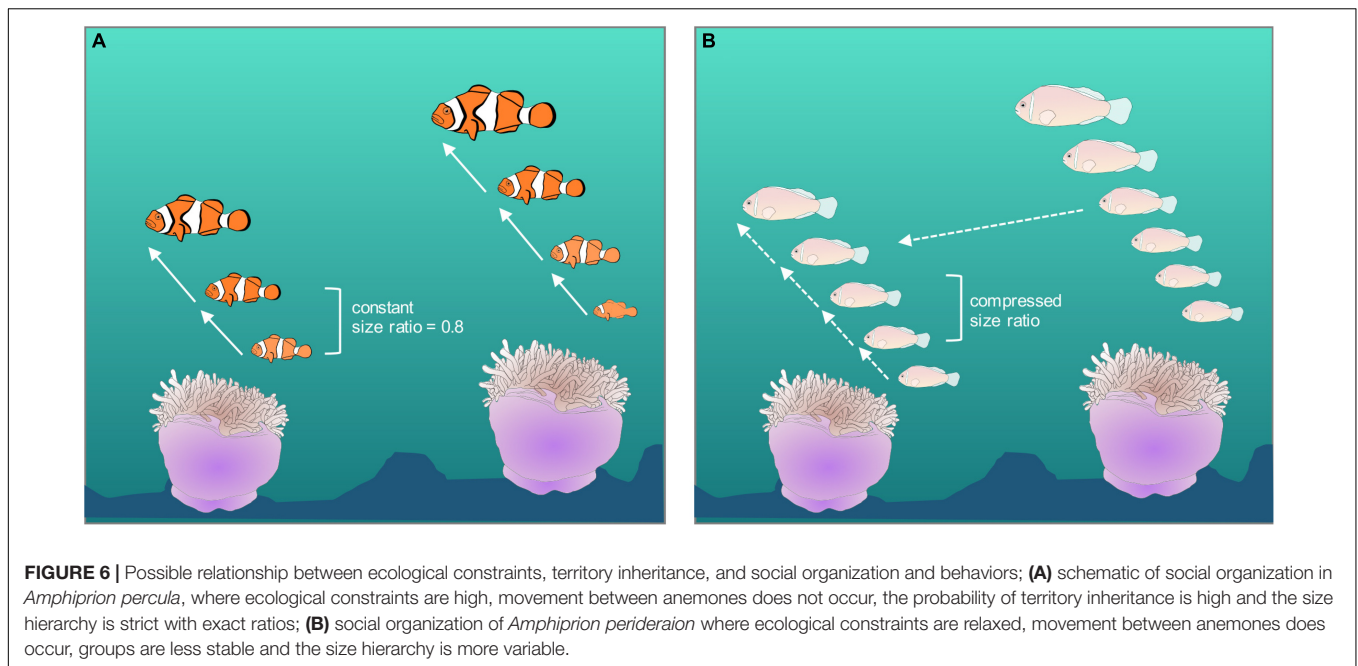 A
B
constant
size ratio = 0.8
compressed
size ratio
FIGURE 6 | Possible relationship between ecological constraints, territory inheritance, and social organization and behaviors; (A) schematic of social organization in
Amphiprion percula, where ecological constraints are high, movement between anemones does not occur, the probability of territory inheritance is high and the size
hierarchy is strict with exact ratios; (B) social organization of Amphiprion perideraion where ecological constraints are relaxed, movement between anemones does
occur, groups are less stable and the size hierarchy is more variable.